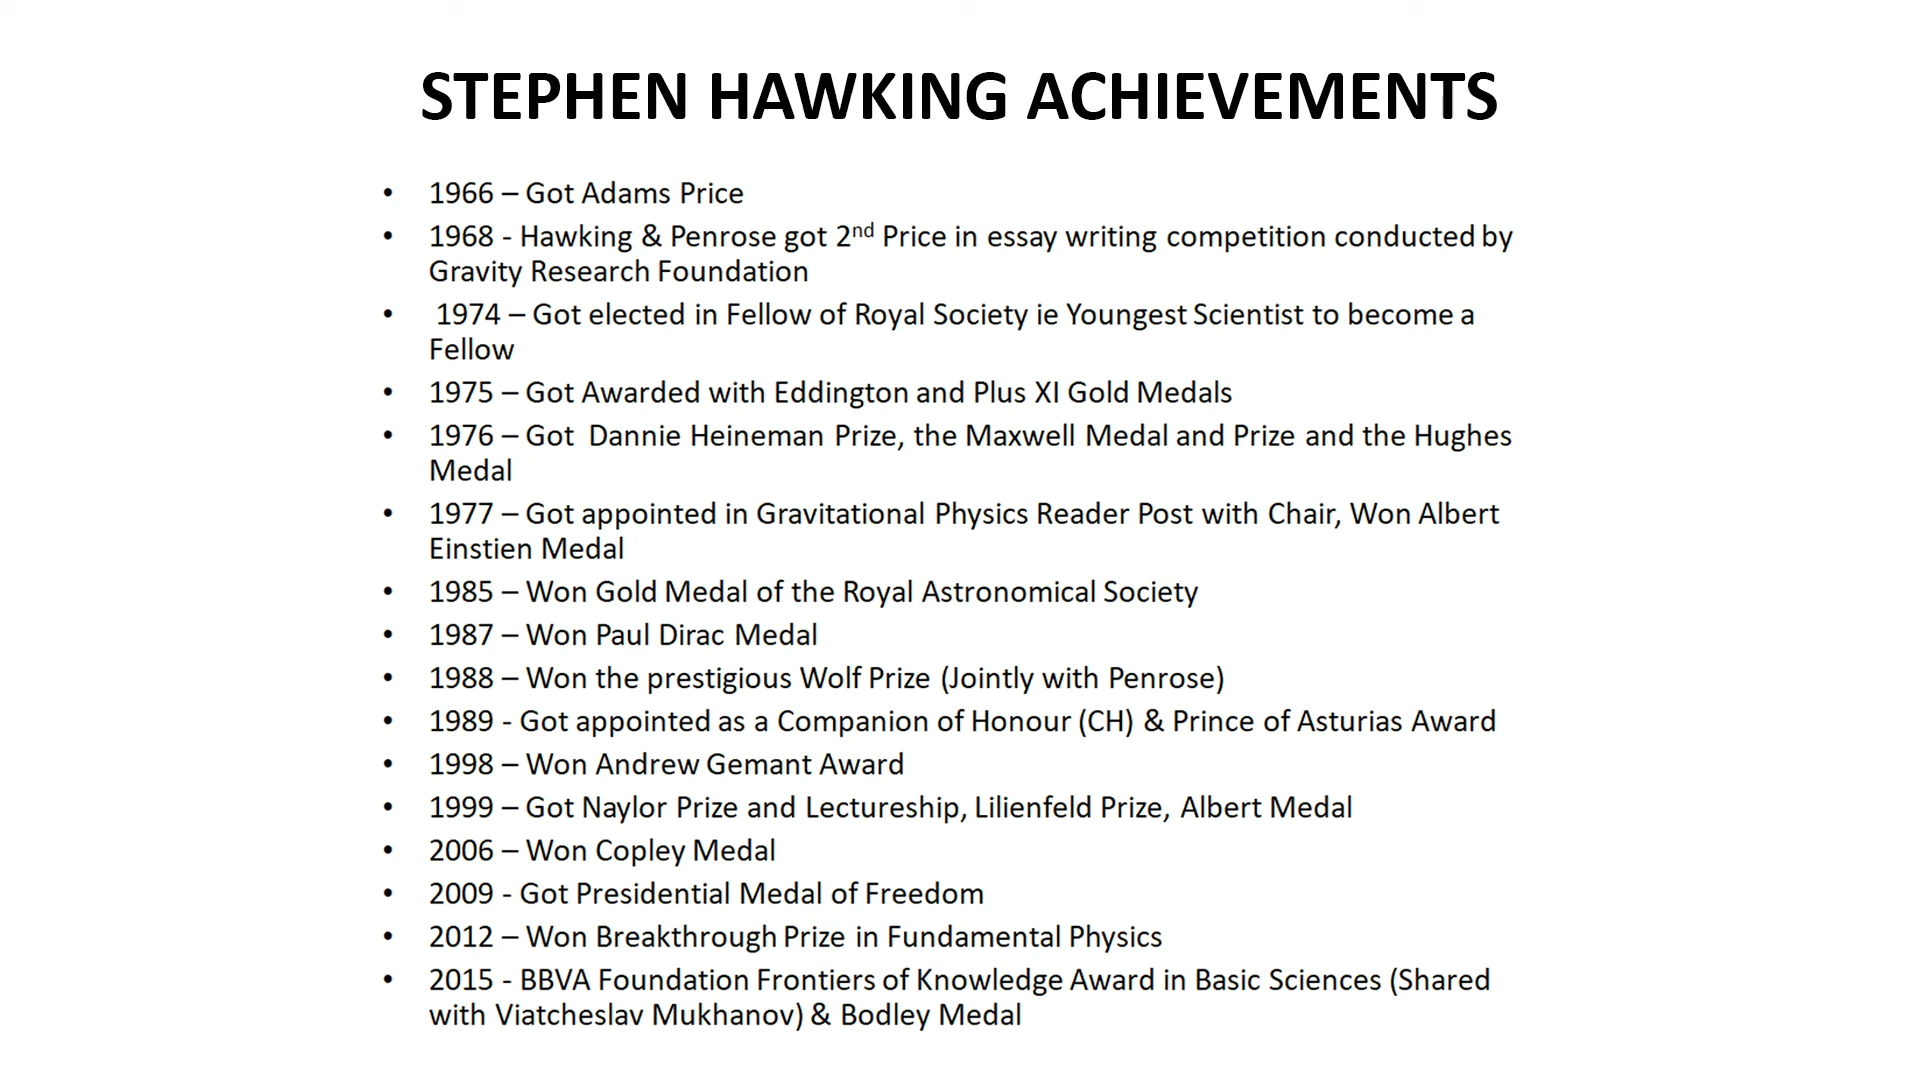 STEPHEN HAWKING ACHIEVEMENTS
• 1966 – Got Adams Price
• 1968 - Hawking & Penrose got 2nd Price in essay writing competition conducted by
Gravity Research Foundation
• 1974 – Got elected in Fellow of Royal Society ie Youngest Scientist to become a
Fellow
• 1975 – Got Awarded with Eddington and Plus XI Gold Medals
• 1976 – Got Dannie Heineman Prize, the Maxwell Medal and Prize and the Hughes
Medal
• 1977 – Got appointed in Gravitational Physics Reader Post with Chair, Won Albert
Einstien Medal
• 1985 – Won Gold Medal of the Royal Astronomical Society
• 1987 – Won Paul Dirac Medal
• 1988 – Won the prestigious Wolf Prize (Jointly with Penrose)
• 1989 - Got appointed as a Companion of Honour (CH) & Prince of Asturias Award
• 1998 – Won Andrew Gemant Award
• 1999 – Got Naylor Prize and Lectureship, Lilienfeld Prize, Albert Medal
• 2006 – Won Copley Medal
• 2009 - Got Presidential Medal of Freedom
• 2012 – Won Breakthrough Prize in Fundamental Physics
• 2015 - BBVA Foundation Frontiers of Knowledge Award in Basic Sciences (Shared
with Viatcheslav Mukhanov) & Bodley Medal